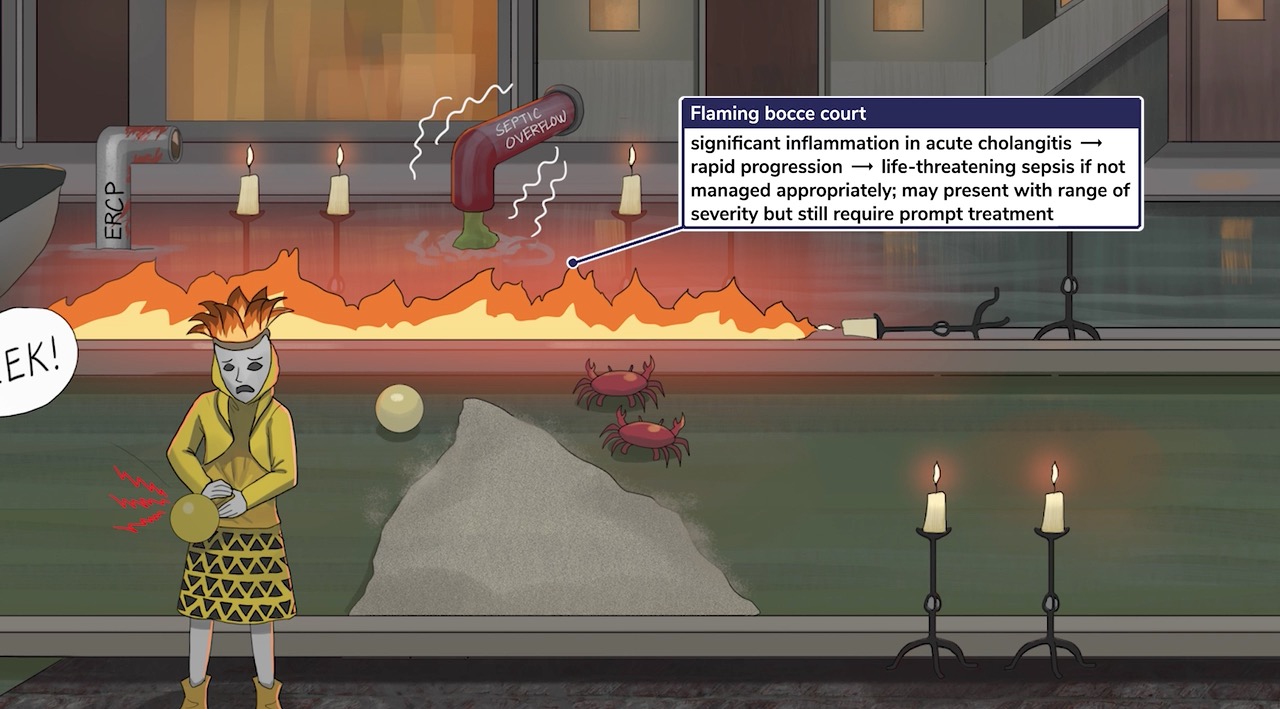 SEPTIC
OVERFLOW
Flaming bocce court
significant inflammation in acute cholangitis →
rapid progression → life-threatening sepsis if not
managed appropriately; may present with range of
severity but still require prompt treatment
ERCP
EK!